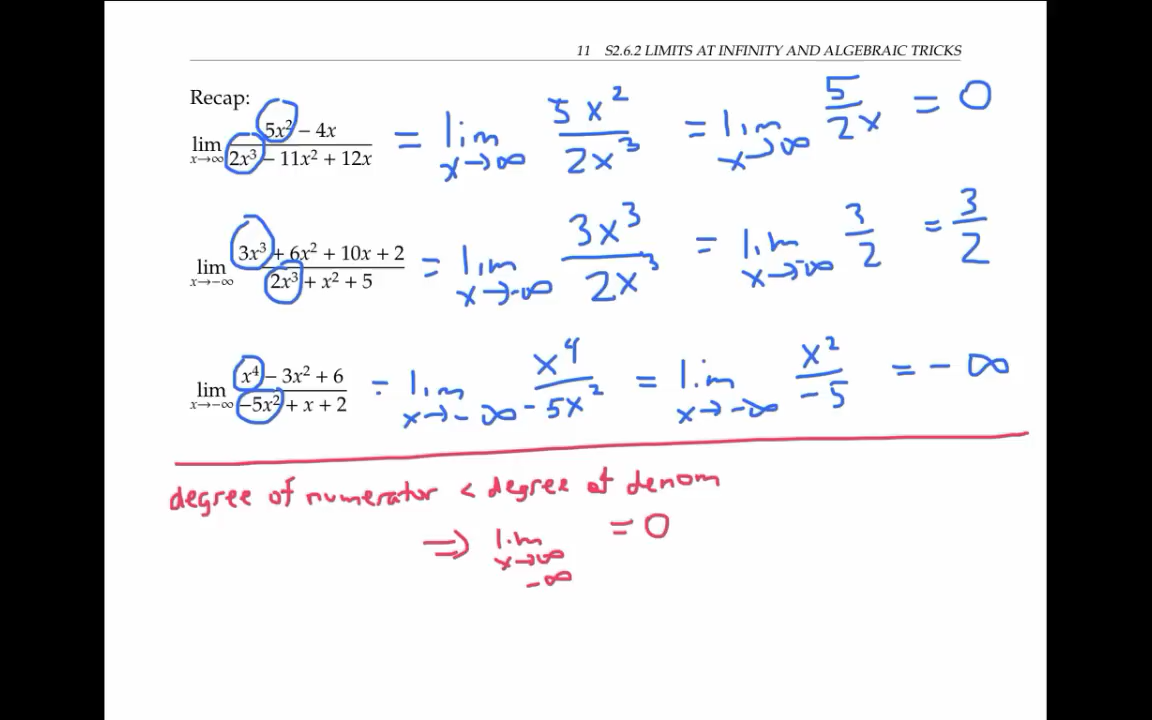 11 S2.6.2 LIMITS AT INFINITY AND ALGEBRAIC TRICKS
Recap:
lim x→∞ (5x² − 4x)/(2x³ − 11x² + 12x) = lim x→∞ 5x²/2x³ = lim x→∞ 5/2x = 0
lim x→−∞ (3x³ + 6x² + 10x + 2)/(2x³ + x² + 5) = lim x→−∞ 3x³/2x³ = lim x→−∞ 3/2 = 3/2
lim x→−∞ (x⁴ − 3x² + 6)/(−5x² + x + 2) = lim x→−∞ x⁴/−5x² = lim x→−∞ x²/−5 = −∞
degree of numerator < degree of denom
⇒ lim x→∞ = 0
−∞